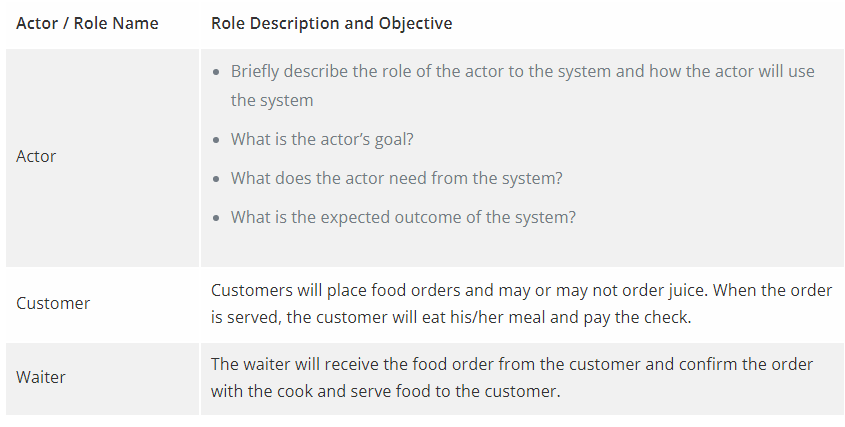 Actor / Role Name
Role Description and Objective
Actor
Briefly describe the role of the actor to the system and how the actor will use
the system
What is the actor’s goal?
What does the actor need from the system?
What is the expected outcome of the system?
Customer
Customers will place food orders and may or may not order juice. When the order
is served, the customer will eat his/her meal and pay the check.
Waiter
The waiter will receive the food order from the customer and confirm the order
with the cook and serve food to the customer.